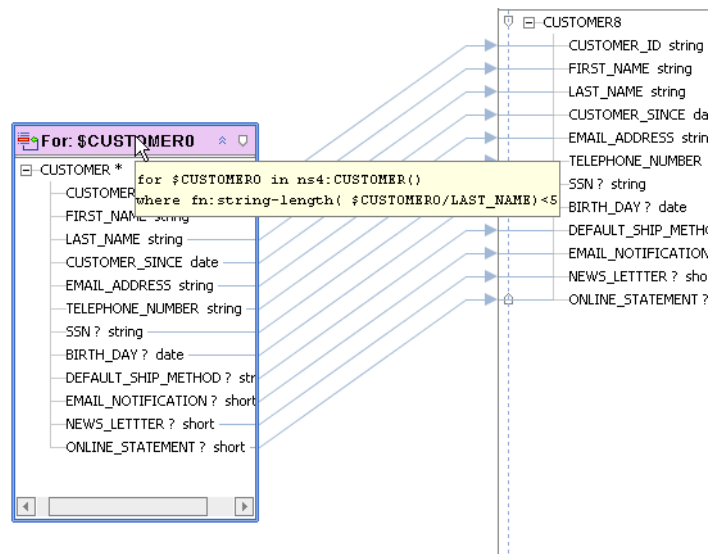 For: $CUSTOMER0
CUSTOMER *
CUSTOMER
FIRST_NAME string
LAST_NAME string
CUSTOMER_SINCE date
EMAIL_ADDRESS string
TELEPHONE_NUMBER string
SSN ? string
BIRTH_DAY ? date
DEFAULT_SHIP_METHOD ? str
EMAIL_NOTIFICATION ? short
NEWS_LETTTER ? short
ONLINE_STATEMENT ? short
for $CUSTOMER0 in ns4:CUSTOMER()
where fn:string-length( $CUSTOMER0/LAST_NAME)<5
CUSTOMER8
CUSTOMER_ID string
FIRST_NAME string
LAST_NAME string
CUSTOMER_SINCE da
EMAIL_ADDRESS strin
TELEPHONE_NUMBER
SSN ? string
BIRTH_DAY ? date
DEFAULT_SHIP_METHO
EMAIL_NOTIFICATION
NEWS_LETTTER ? sho
ONLINE_STATEMENT ?